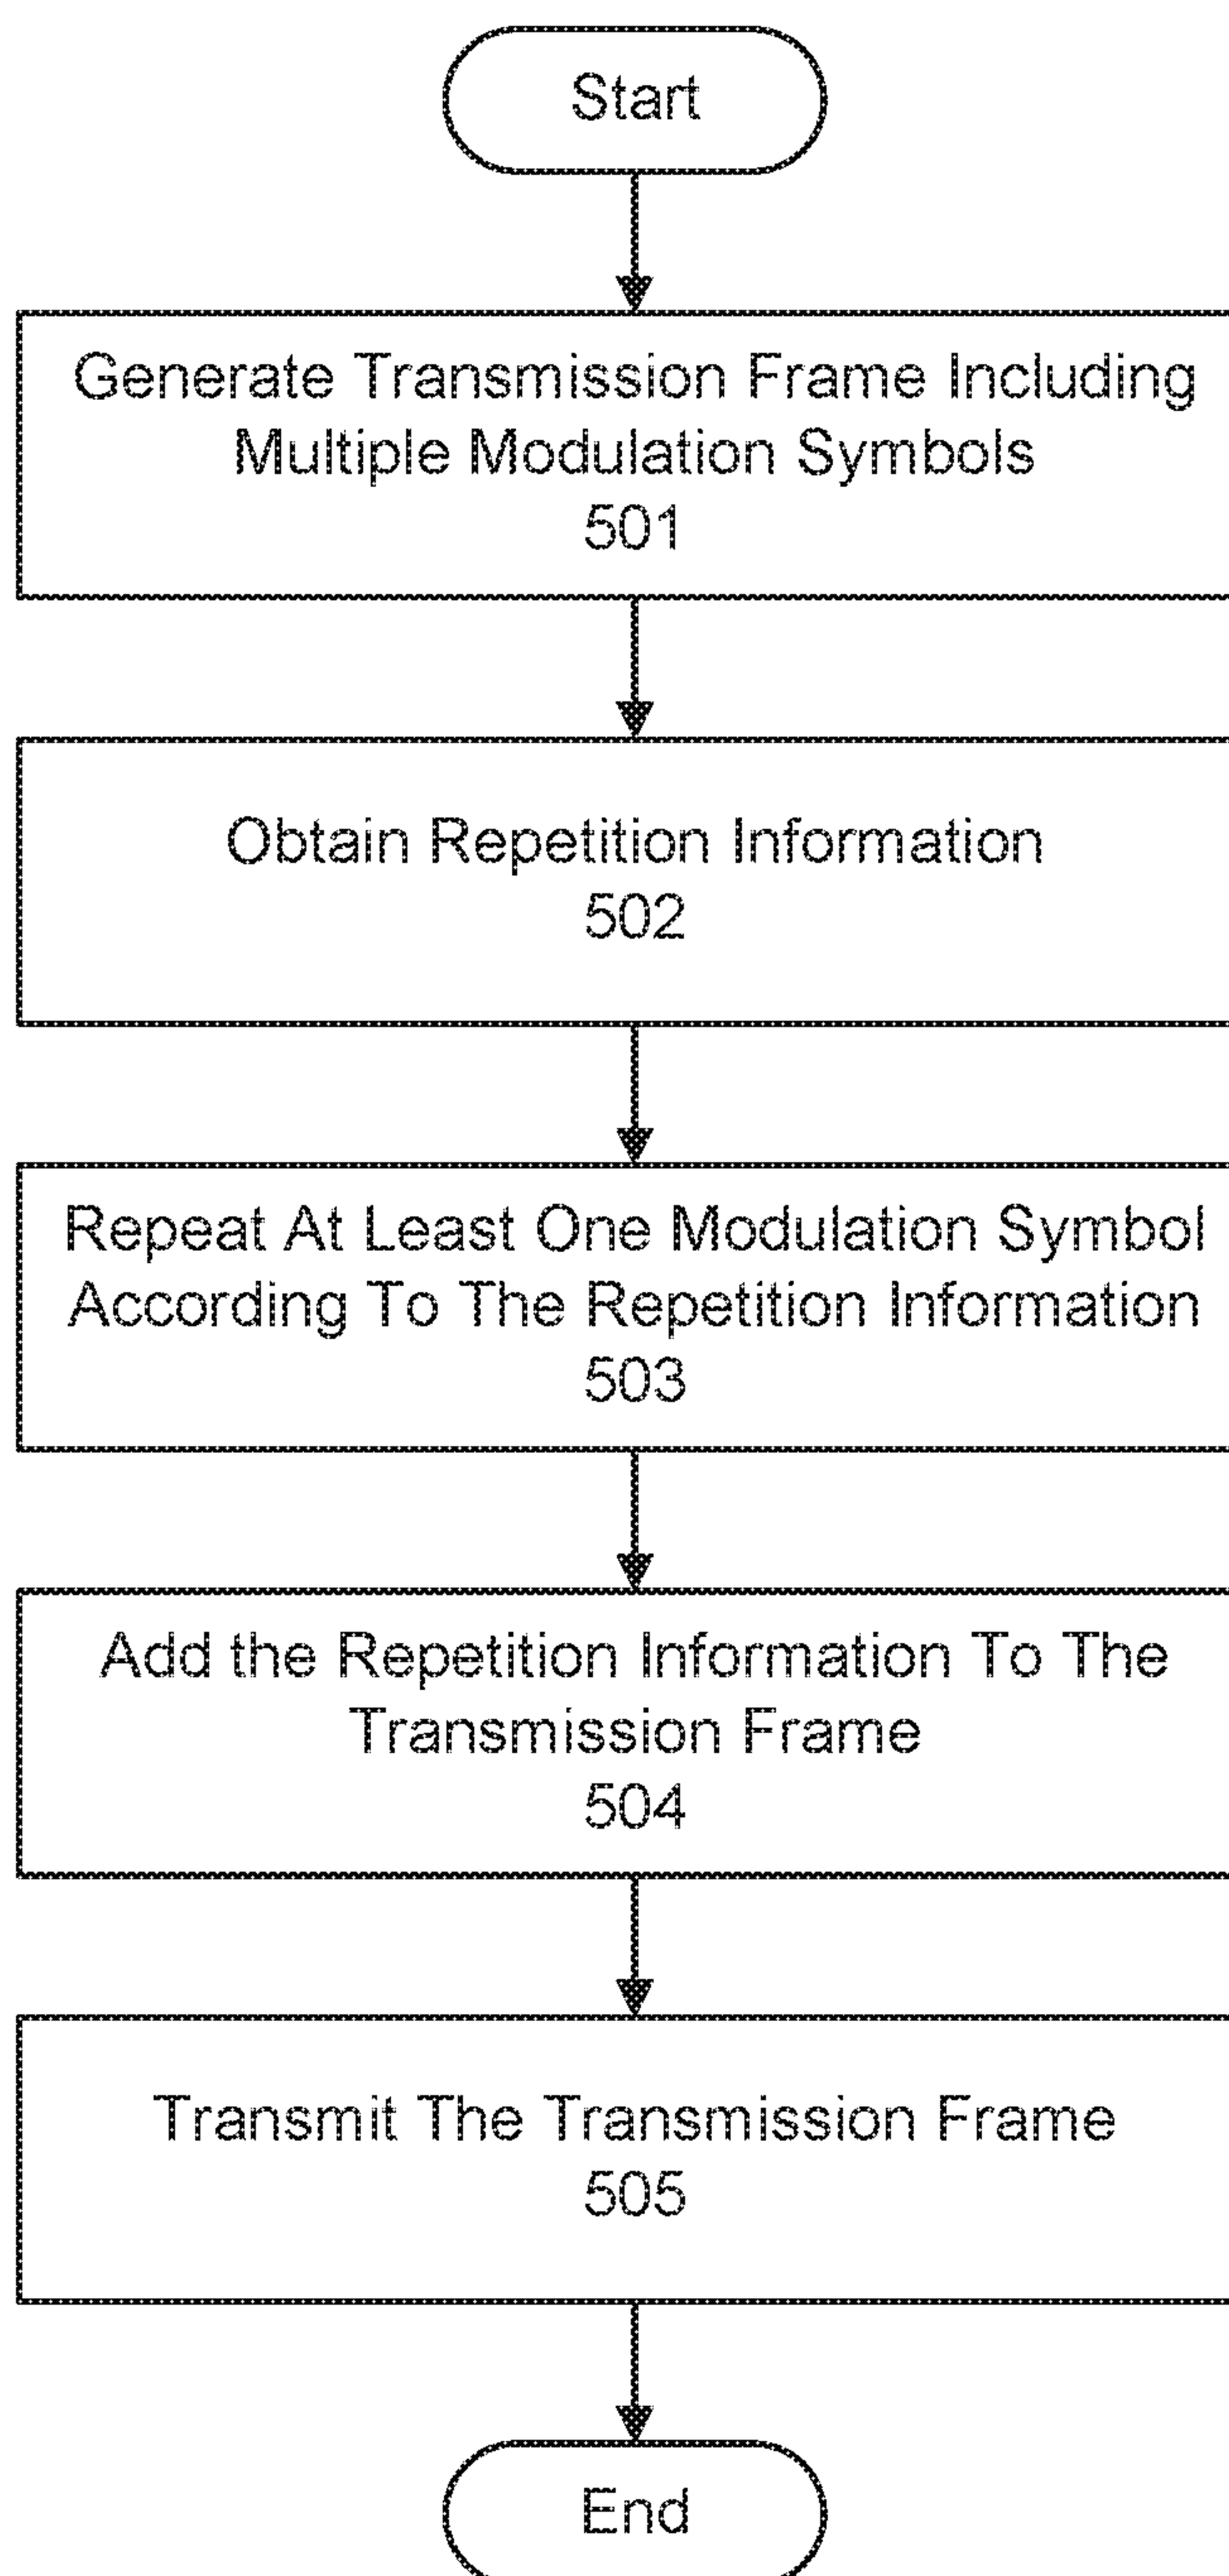 Start
Generate Transmission Frame Including
Multiple Modulation Symbols
501
Obtain Repetition Information
502
Repeat At Least One Modulation Symbol
According To The Repetition Information
503
Add the Repetition Information To The
Transmission Frame
504
Transmit The Transmission Frame
505
End